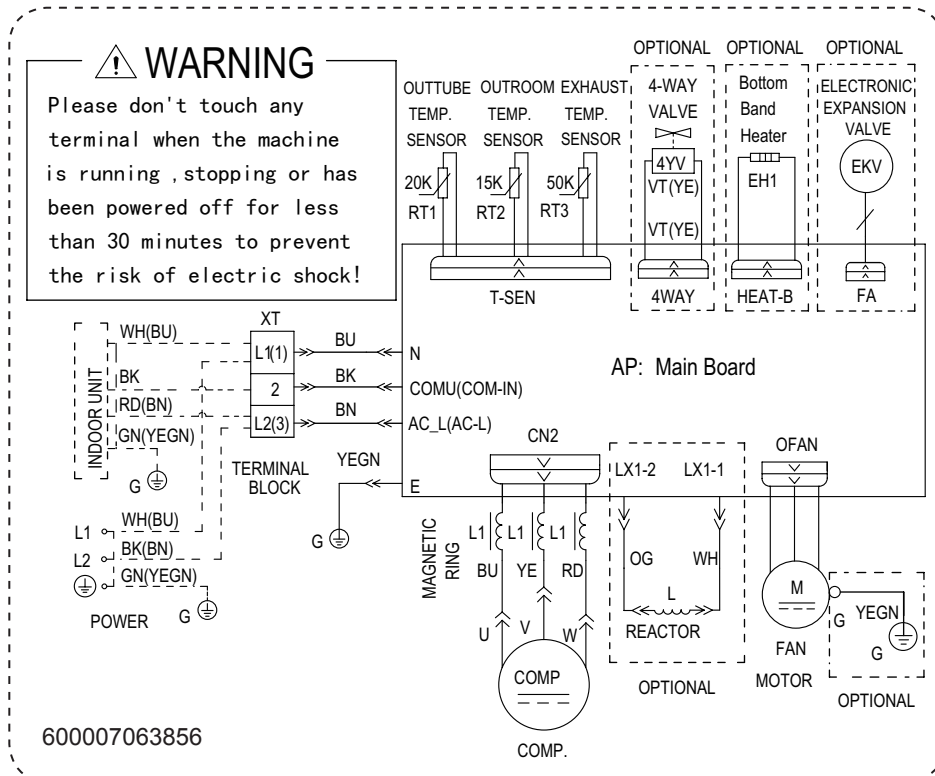 WARNING
Please don't touch any
terminal when the machine
is running ,stopping or has
been powered off for less
than 30 minutes to prevent
the risk of electric shock!
OUTTUBE
TEMP.
SENSOR
20K
RT1
OUTROOM
TEMP.
SENSOR
15K
RT2
EXHAUST
TEMP.
SENSOR
50K
RT3
T-SEN
OPTIONAL
4-WAY
VALVE
4YV
VT(YE)
VT(YE)
4WAY
OPTIONAL
Bottom
Band
Heater
EH1
HEAT-B
OPTIONAL
ELECTRONIC
EXPANSION
VALVE
EKV
FA
INDOOR UNIT
WH(BU)
BK
RD(BN)
GN(YEGN)
G
XT
L1(1)
2
L2(3)
TERMINAL
BLOCK
BU
BK
BN
YEGN
G
N
COMU(COM-IN)
AC_L(AC-L)
E
AP: Main Board
L1
L2
WH(BU)
BK(BN)
GN(YEGN)
G
POWER
CN2
MAGNETIC
RING
L1
L1
L1
BU
YE
RD
U
V
W
COMP
COMP.
LX1-2
LX1-1
OG
WH
L
REACTOR
OPTIONAL
OFAN
M
FAN
MOTOR
G
YEGN
G
OPTIONAL
600007063856